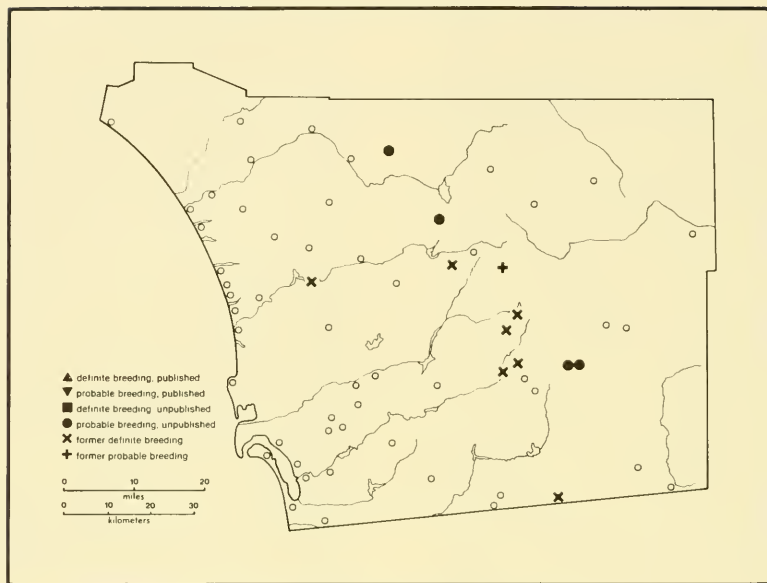 definite breeding, published
probable breeding, published
definite breeding unpublished
probable breeding, unpublished
former definite breeding
former probable breeding
0 10 20
miles
0 10 20 30
kilometers